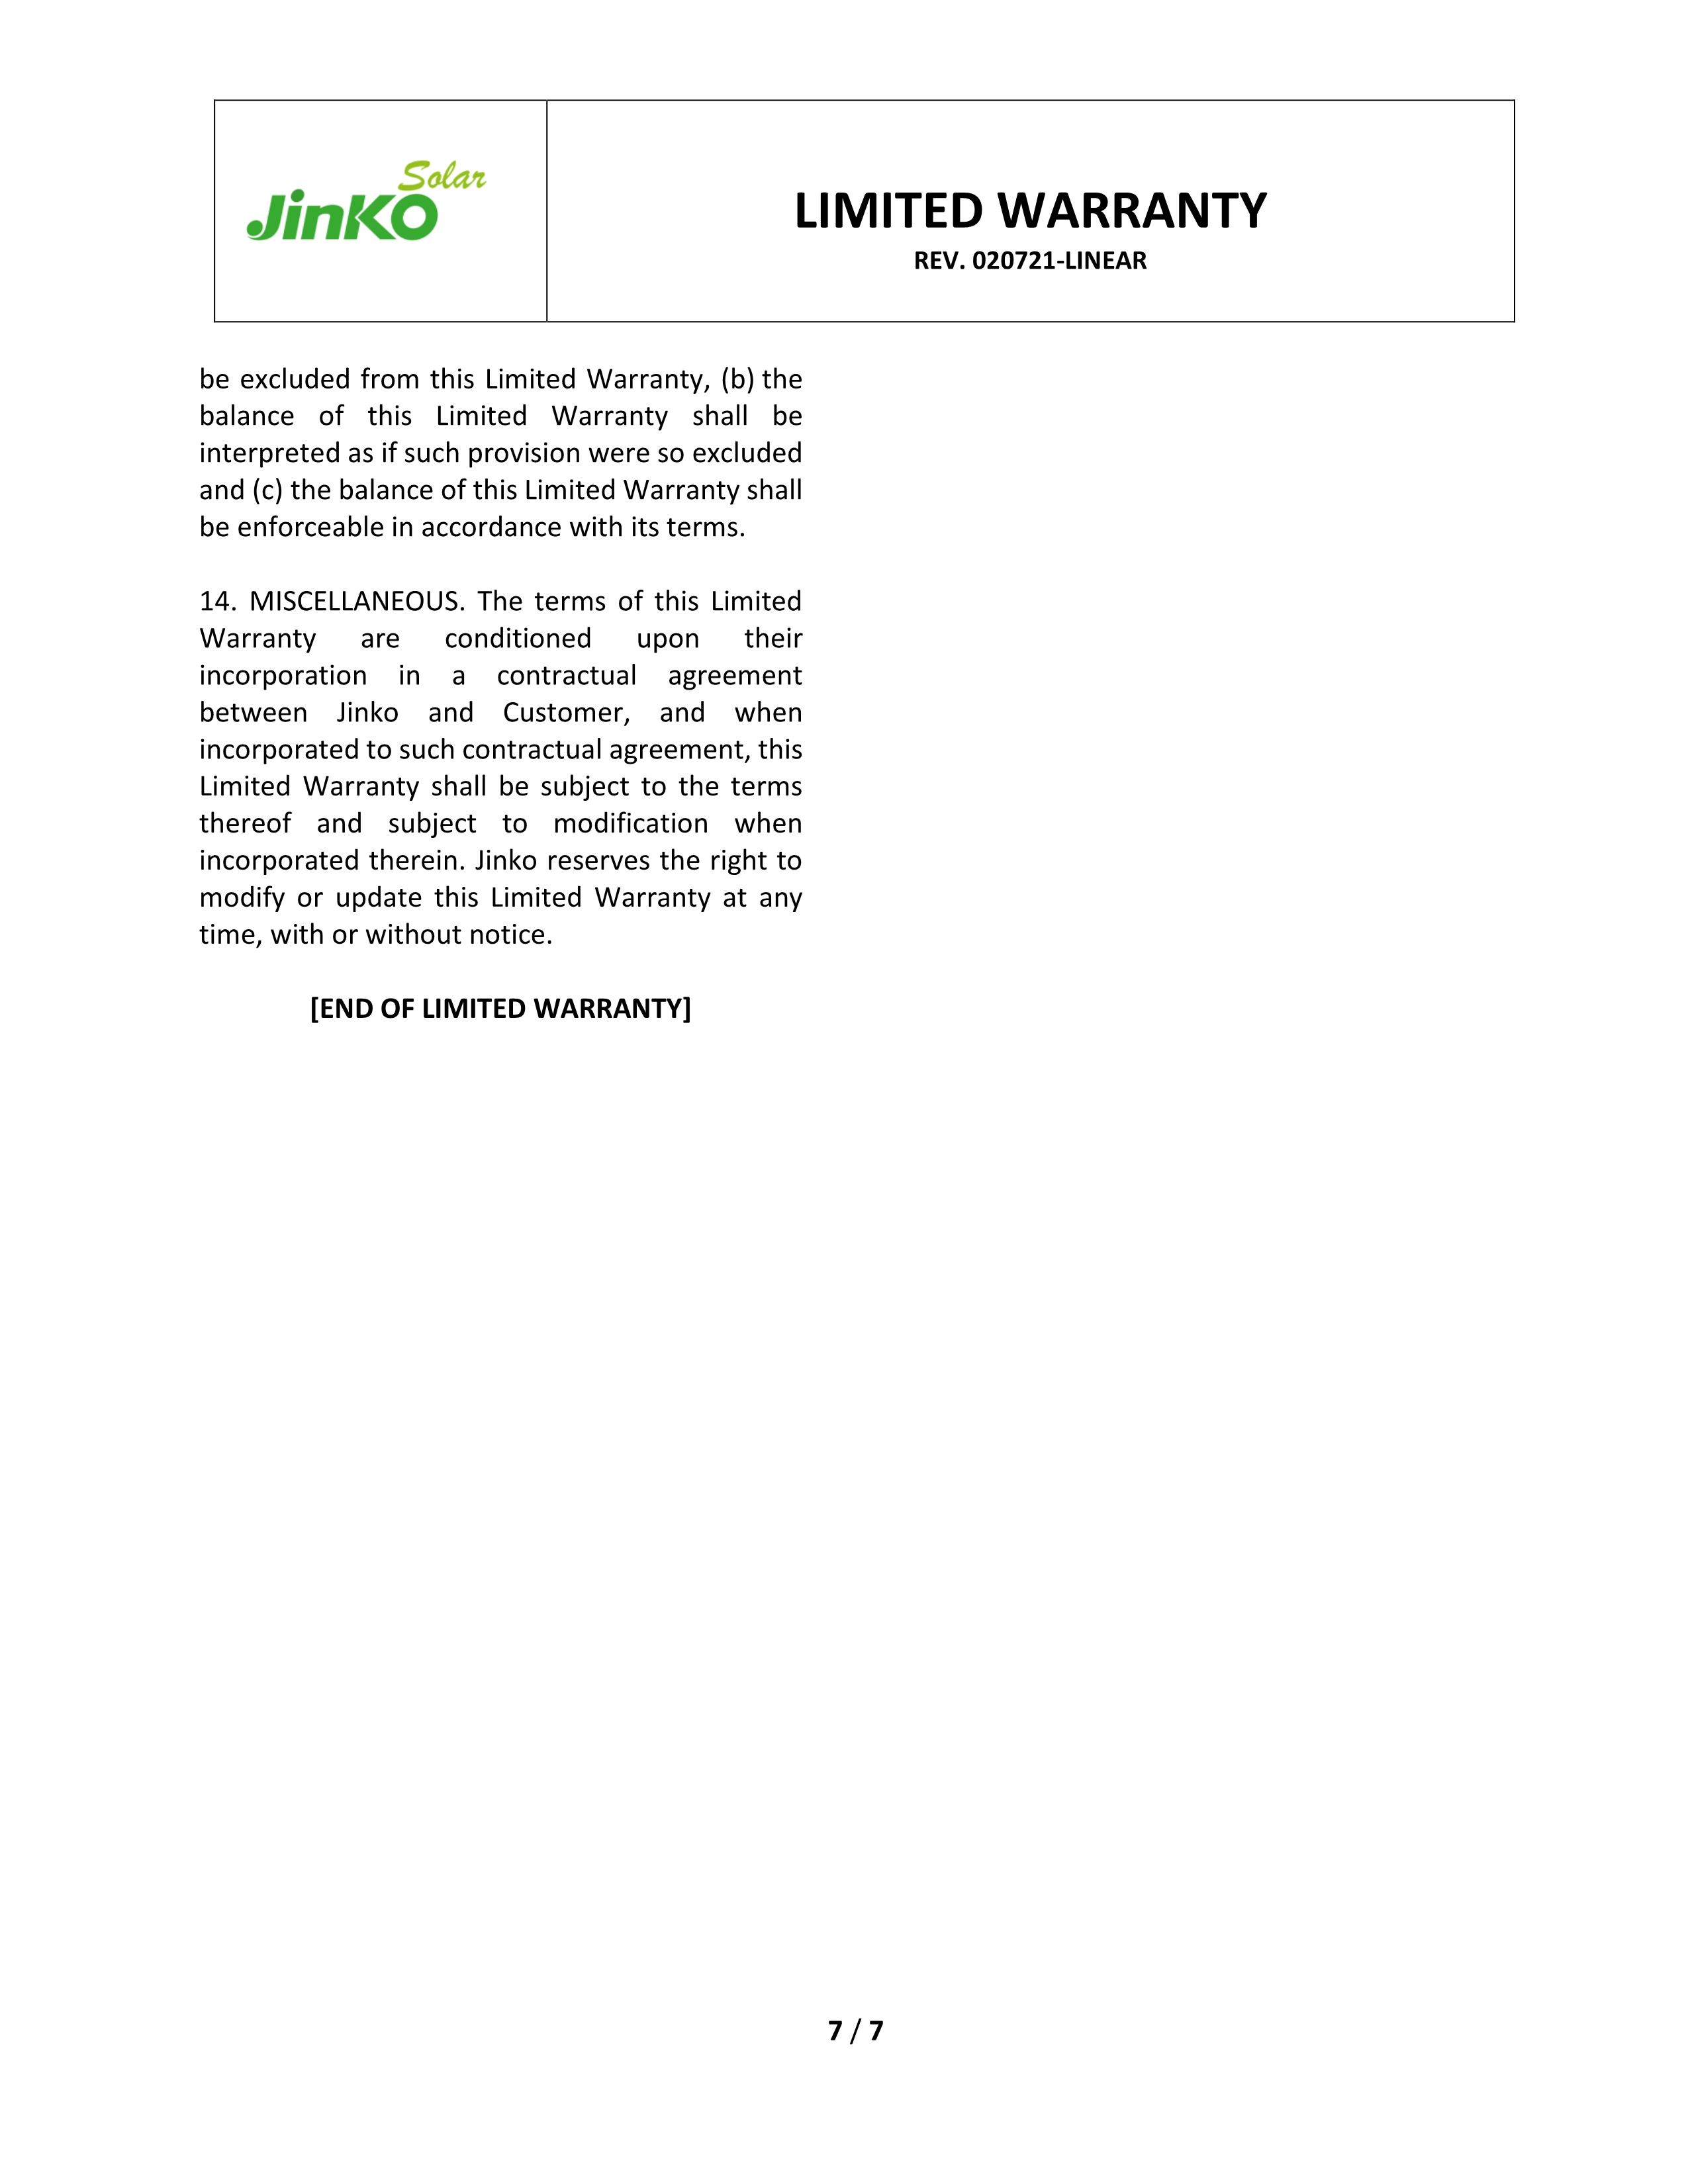 Solar
JinKO
LIMITED WARRANTY
REV. 020721-LINEAR
be excluded from this Limited Warranty, (b) the
balance of this Limited Warranty shall be
interpreted as if such provision were so excluded
and (c) the balance of this Limited Warranty shall
be enforceable in accordance with its terms.
14. MISCELLANEOUS. The terms of this Limited
Warranty are conditioned upon their
incorporation in a contractual agreement
between Jinko and Customer, and when
incorporated to such contractual agreement, this
Limited Warranty shall be subject to the terms
thereof and subject to modification when
incorporated therein. Jinko reserves the right to
modify or update this Limited Warranty at any
time, with or without notice.
[END OF LIMITED WARRANTY]
7 / 7